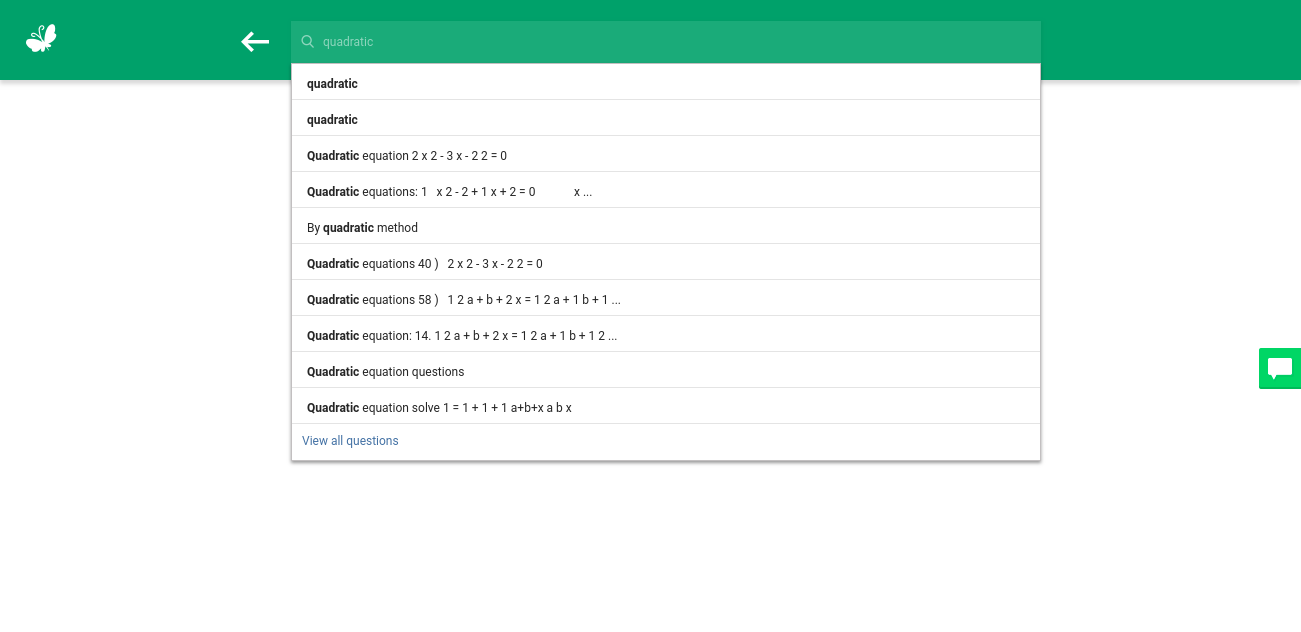 quadratic
quadratic
quadratic
Quadratic equation 2 x 2 - 3 x - 2 2 = 0
Quadratic equations: 1 x 2 - 2 + 1 x + 2 = 0 x ...
By quadratic method
Quadratic equations 40 ) 2 x 2 - 3 x - 2 2 = 0
Quadratic equations 58 ) 1 2 a + b + 2 x = 1 2 a + 1 b + 1 ...
Quadratic equation: 14. 1 2 a + b + 2 x = 1 2 a + 1 b + 1 2 ...
Quadratic equation questions
Quadratic equation solve 1 = 1 + 1 + 1 a+b+x a b x
View all questions